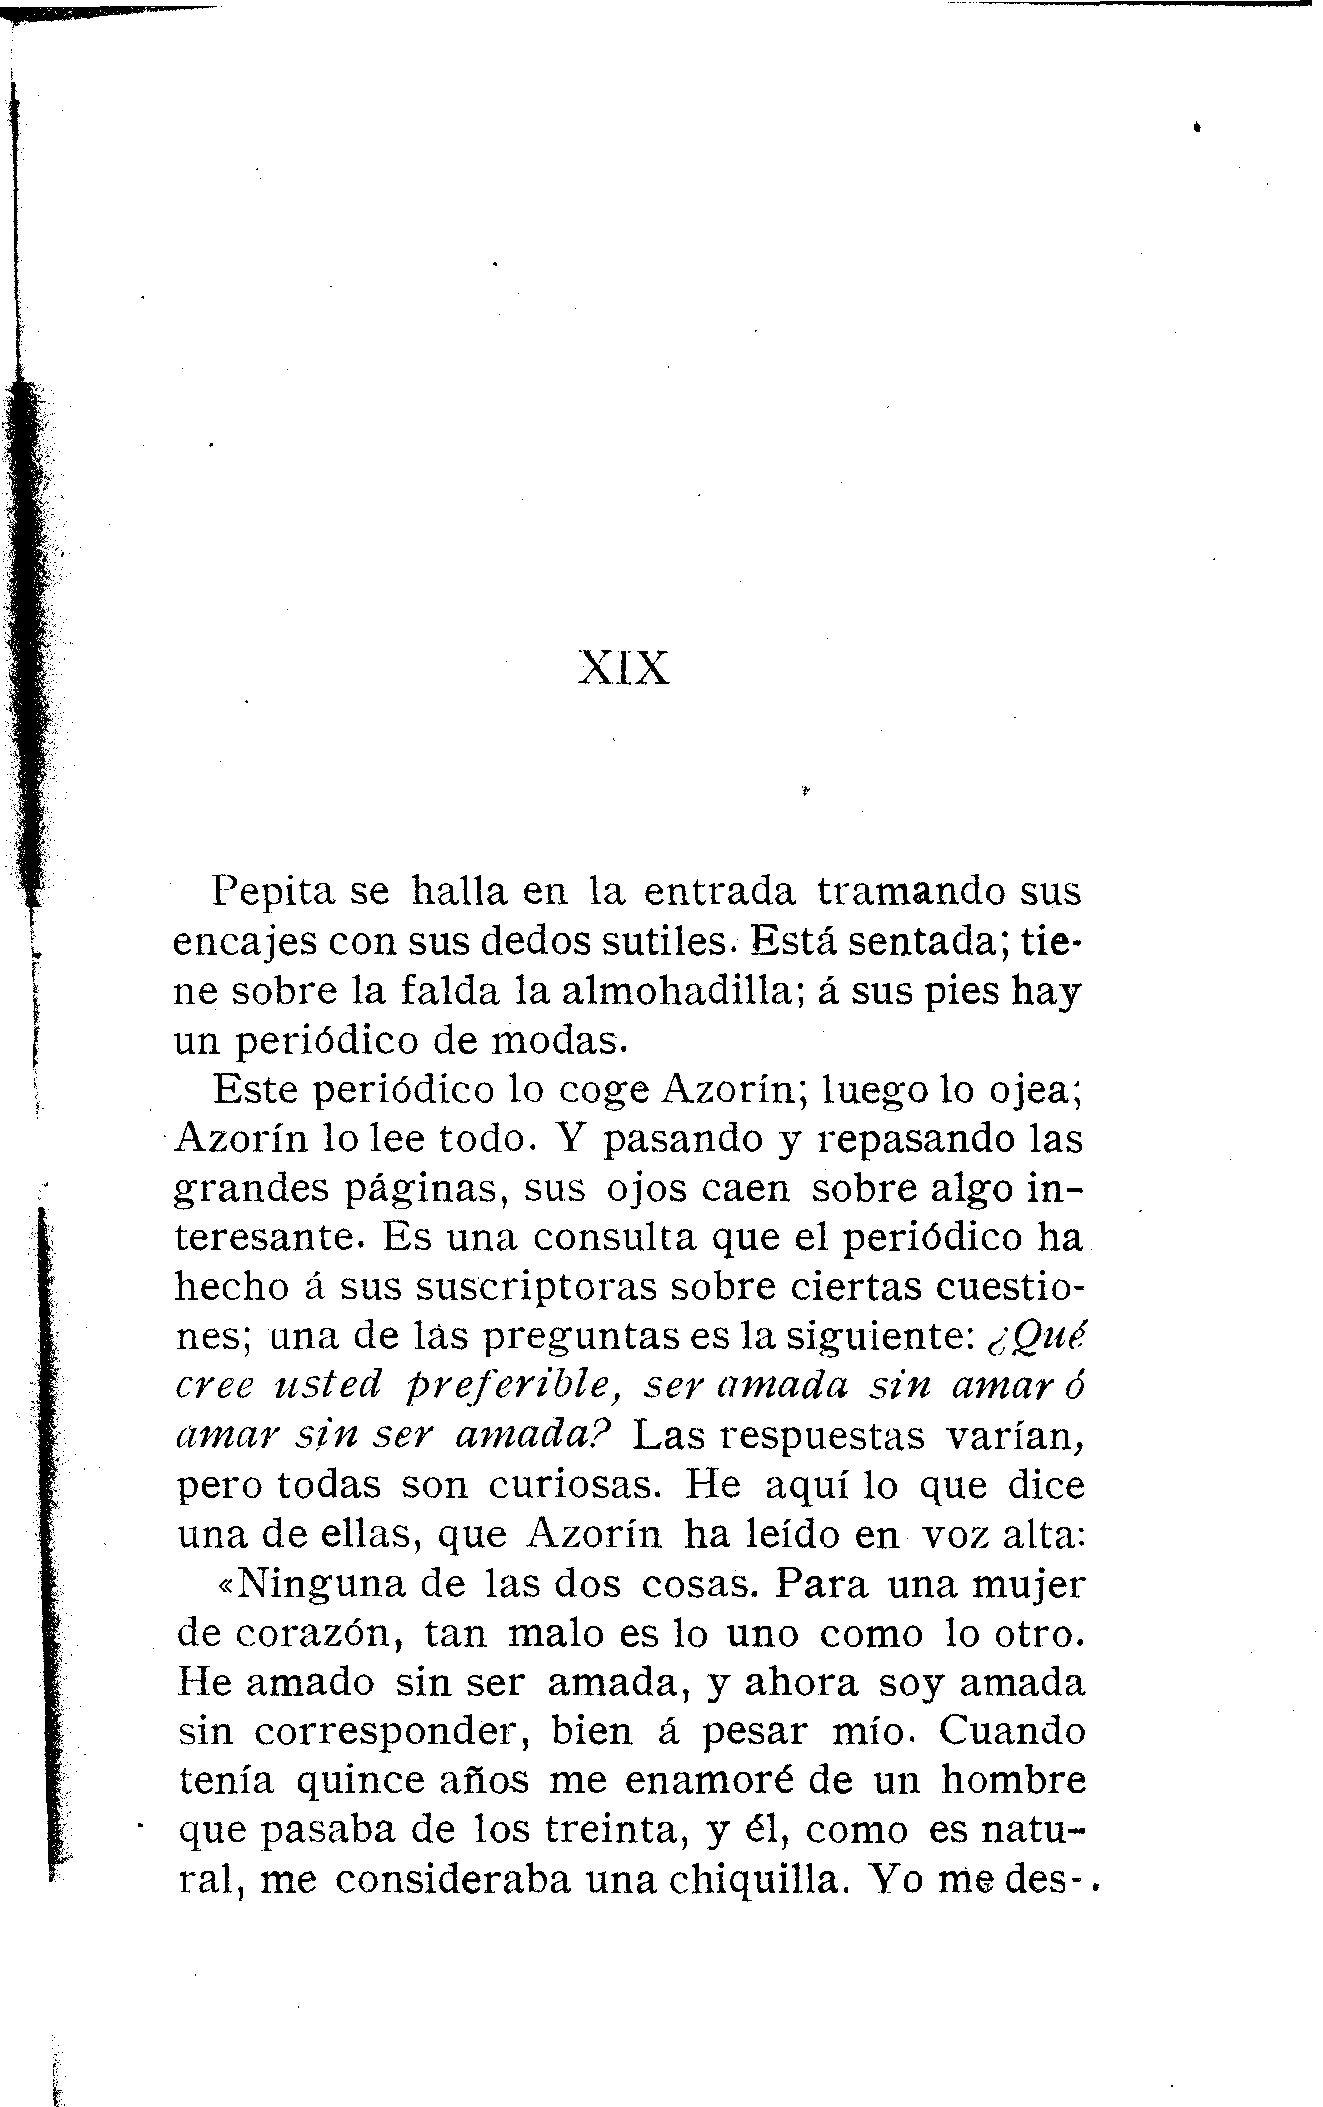 XIX
Pepita se halla en la entrada tramando sus
encajes con sus dedos sutiles. Está sentada; tie-
ne sobre la falda la almohadilla; á sus pies hay
un periódico de modas.
Este periódico lo coge Azorín; luego lo ojea;
Azorín lo lee todo. Y pasando y repasando las
grandes páginas, sus ojos caen sobre algo in-
teresante. Es una consulta que el periódico ha
hecho á sus suscriptoras sobre ciertas cuestio-
nes; una de las preguntas es la siguiente: ¿Qué
cree usted preferible, ser amada sin amar ó
amar sin ser amada? Las respuestas varían,
pero todas son curiosas. He aquí lo que dice
una de ellas, que Azorín ha leído en voz alta:
«Ninguna de las dos cosas. Para una mujer
de corazón, tan malo es lo uno como lo otro.
He amado sin ser amada, y ahora soy amada
sin corresponder, bien á pesar mío. Cuando
tenía quince años me enamoré de un hombre
que pasaba de los treinta, y él, como es natu-
ral, me consideraba una chiquilla. Yo me des-